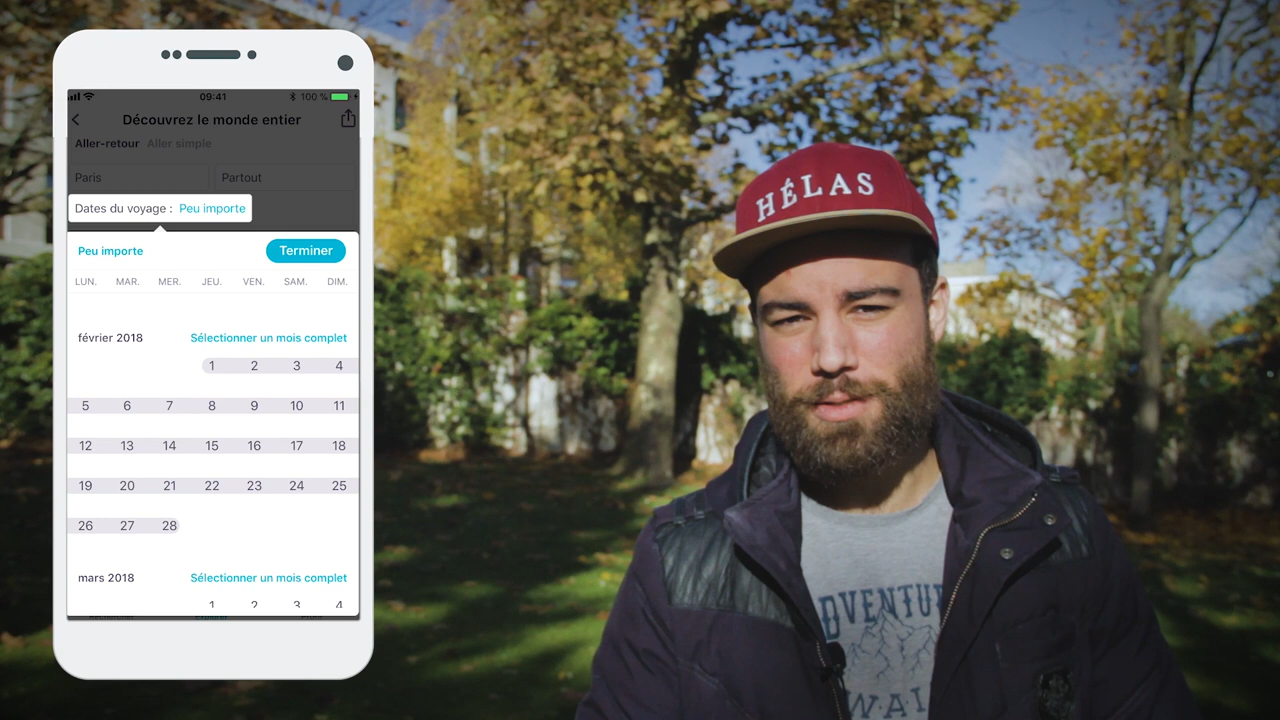 09:41
100 %
Découvrez le monde entier
Aller-retour Aller simple
Paris Partout
Dates du voyage : Peu importe
Peu importe Terminer
LUN. MAR. MER. JEU. VEN. SAM. DIM.
février 2018 Sélectionner un mois complet
1 2 3 4
5 6 7 8 9 10 11
12 13 14 15 16 17 18
19 20 21 22 23 24 25
26 27 28
mars 2018 Sélectionner un mois complet
1 2 3 4
HÉLAS